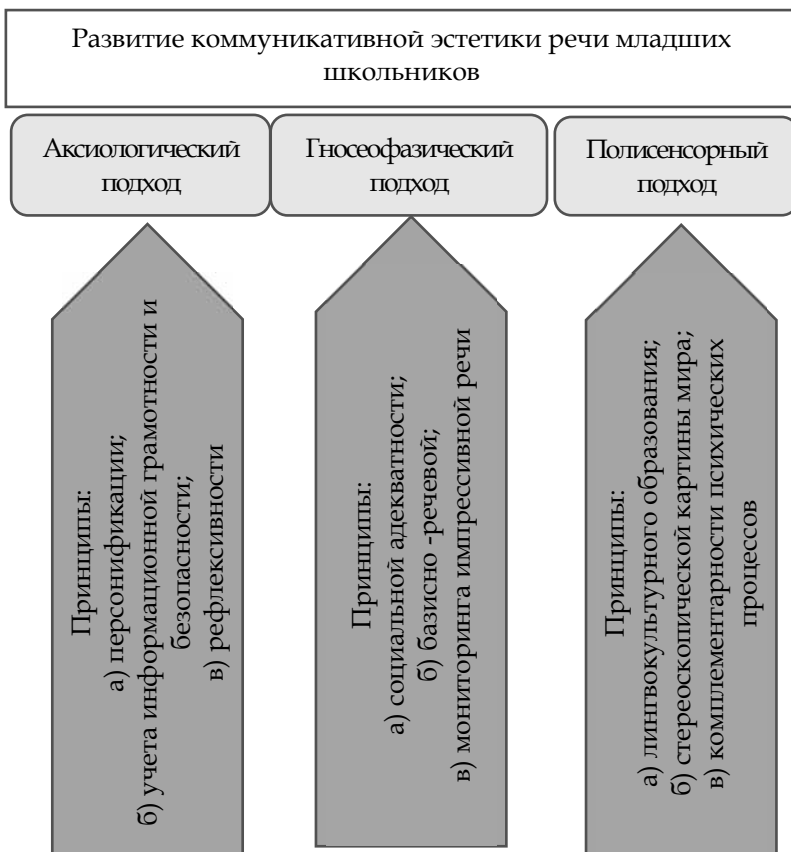 Развитие коммуникативной эстетики речи младших
школьников
Аксиологический
подход
Гносеофазический
подход
Полисенсорный
подход
Принципы:
а) персонификации;
б) учета информационной грамотности и
безопасности;
в) рефлексивности
Принципы:
а) социальной адекватности;
б) базисно -речевой;
в) мониторинга импрессивной речи
Принципы:
а) лингвокультурного образования;
б) стереоскопической картины мира;
в) комплементарности психических
процессов